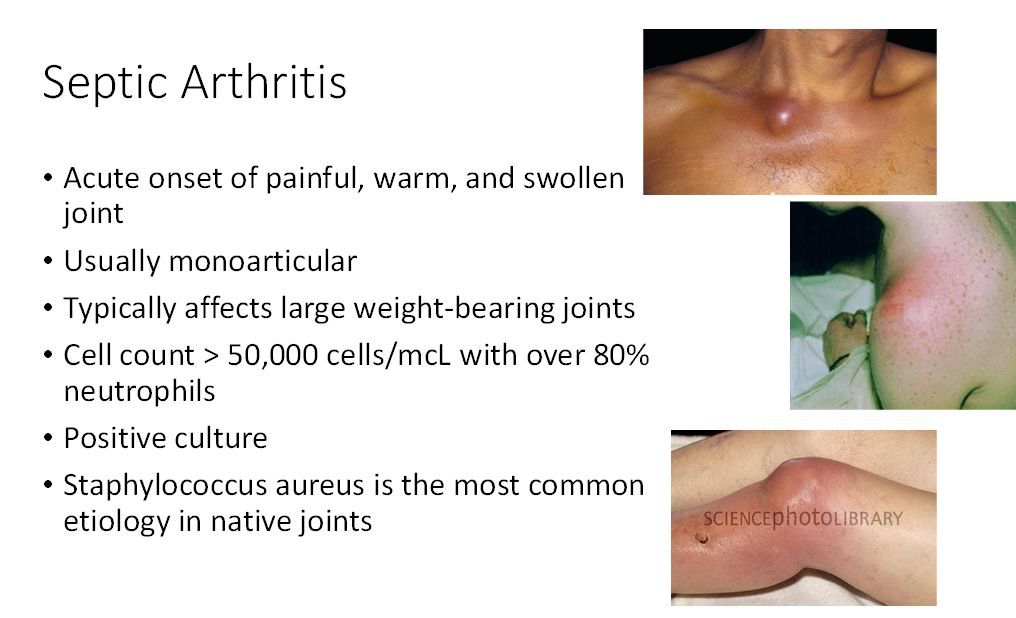 Septic Arthritis
• Acute onset of painful, warm, and swollen
joint
• Usually monoarticular
• Typically affects large weight-bearing joints
• Cell count > 50,000 cells/mcL with over 80%
neutrophils
• Positive culture
• Staphylococcus aureus is the most common
etiology in native joints
SCIENCEphotoLIBRARY